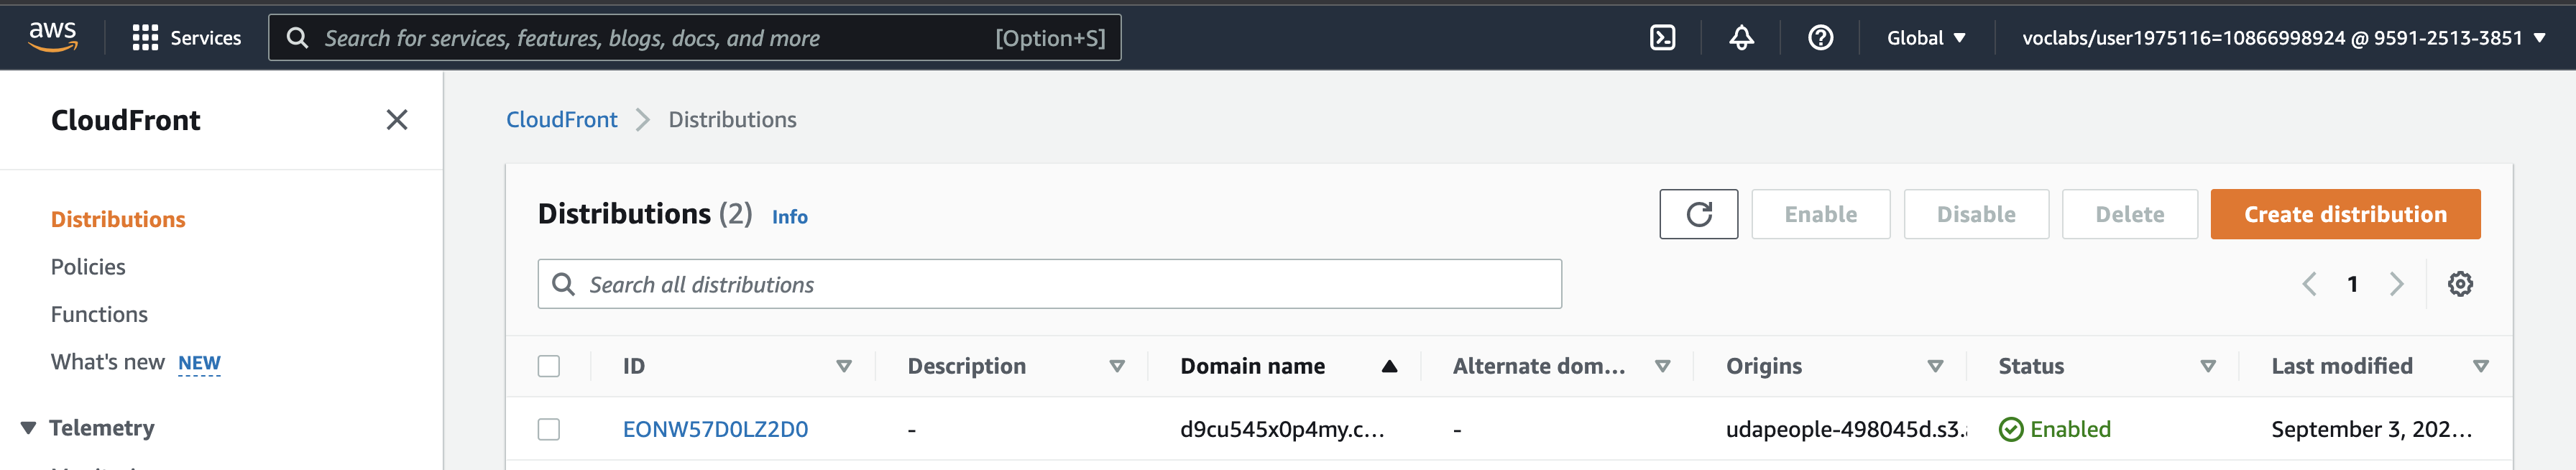 aws
Services
Search for services, features, blogs, docs, and more
[Option+S]
Global
voclabs/user1975116=10866998924 @ 9591-2513-3851
CloudFront
CloudFront
Distributions
Distributions
Policies
Functions
What's new NEW
Telemetry
Distributions (2) Info
Enable
Disable
Delete
Create distribution
Search all distributions
1
ID
Description
Domain name
Alternate dom...
Origins
Status
Last modified
EONW57D0LZ2D0
-
d9cu545x0p4my.c...
-
udapeople-498045d.s3.
Enabled
September 3, 202...